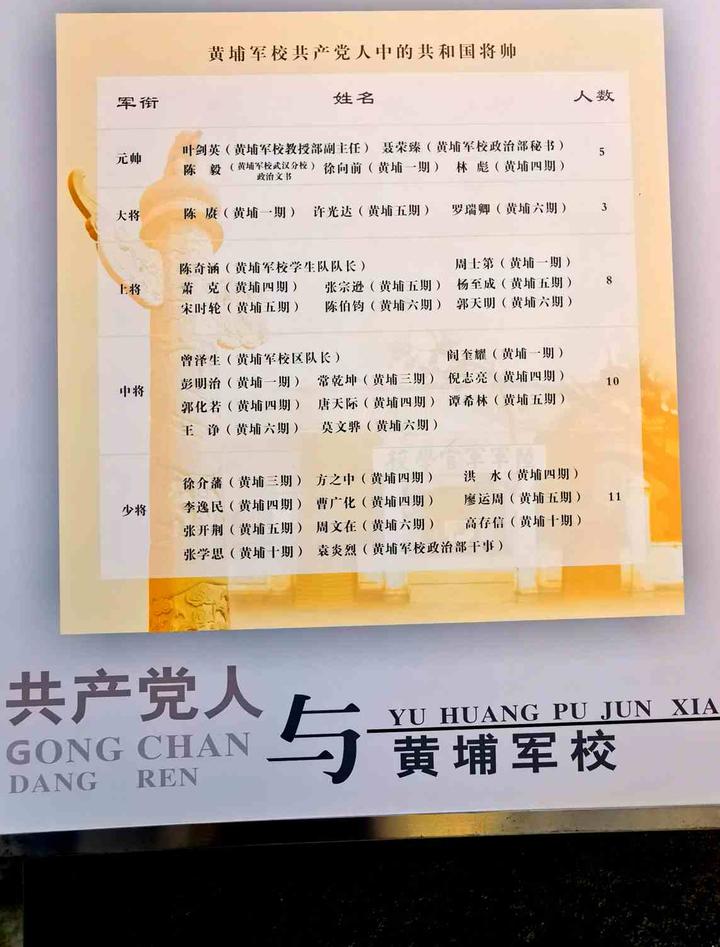 黄埔军校共产党人中的共和国将帅
军衔 姓名 人数
元帅 叶剑英（黄埔军校教授部副主任） 聂荣臻（黄埔军校政治部秘书） 5
陈 毅（黄埔军校武汉分校政治文书） 徐向前（黄埔一期） 林 彪（黄埔四期）
大将 陈 赓（黄埔一期） 许光达（黄埔五期） 罗瑞卿（黄埔六期） 3
陈奇涵（黄埔军校学生队队长） 周士第（黄埔一期）
上将 萧 克（黄埔四期） 张宗逊（黄埔五期） 杨至成（黄埔五期） 8
宋时轮（黄埔五期） 陈伯钧（黄埔六期） 郭天明（黄埔六期）
曾泽生（黄埔军校区队长） 阎奎耀（黄埔一期）
中将 彭明治（黄埔一期） 常乾坤（黄埔三期） 倪志亮（黄埔四期） 10
郭化若（黄埔四期） 唐天际（黄埔四期） 谭希林（黄埔五期）
王 诤（黄埔六期） 莫文骅（黄埔六期）
徐介藩（黄埔三期） 方之中（黄埔四期） 洪 水（黄埔四期）
少将 李逸民（黄埔四期） 曹广化（黄埔四期） 廖运周（黄埔五期） 11
张开荆（黄埔五期） 周文在（黄埔六期） 高存信（黄埔十期）
张学思（黄埔十期） 袁炎烈（黄埔军校政治部干事）
共产党人
GONG CHAN
DANG REN
与
YU HUANG PU JUN XIA
黄埔军校